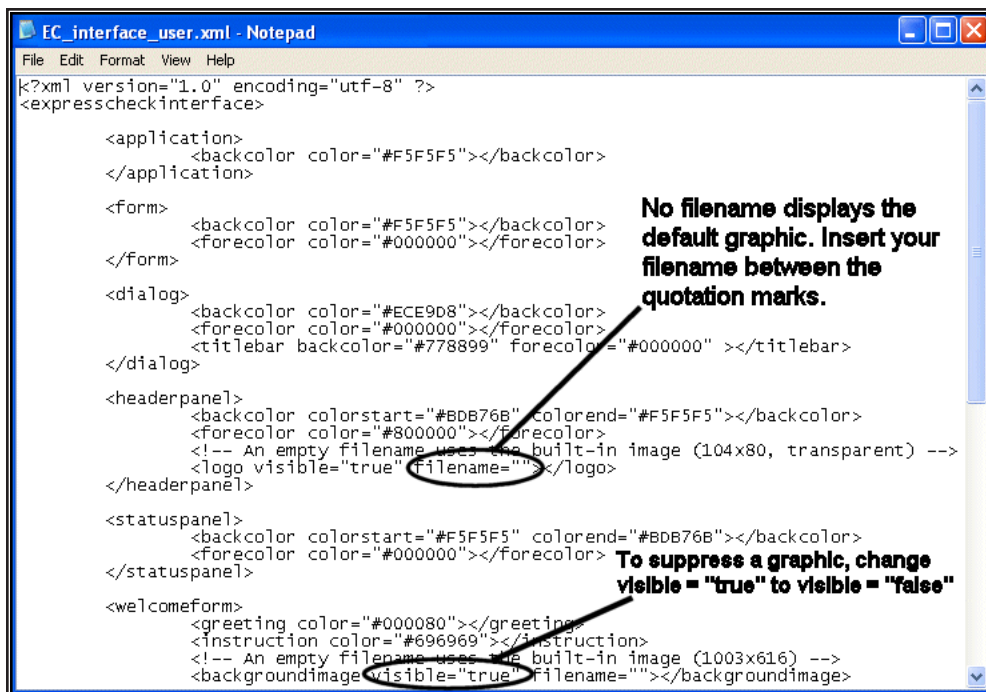 EC_interface_user.xml - Notepad
File Edit Format View Help
<?xml version="1.0" encoding="utf-8" ?>
<expresscheckinterface>
<application>
<backcolor color="#F5F5F5"></backcolor>
</application>
<form>
<backcolor color="#F5F5F5"></backcolor>
<forecolor color="#000000"></forecolor>
</form>
No filename displays the
default graphic. Insert your
filename between the
quotation marks.
<dialog>
<backcolor color="#ECE9D8"></backcolor>
<forecolor color="#000000"></forecolor>
<titlebar backcolor="#778899" forecolor="#000000" ></titlebar>
</dialog>
<headerpanel>
<backcolor colorstart="#BDB76B" colorend="#F5F5F5"></backcolor>
<forecolor color="#800000"></forecolor>
<!-- An empty filename uses the built-in image (104x80, transparent) -->
<logo visible="true" filename=""></logo>
</headerpanel>
<statuspanel>
<backcolor colorstart="#F5F5F5" colorend="#BDB76B"></backcolor>
<forecolor color="#000000"></forecolor>
</statuspanel>
To suppress a graphic, change
visible = "true" to visible = "false"
<welcomeform>
<greeting color="#000080"></greeting>
<instruction color="#696969"></instruction>
<!-- An empty filename uses the built-in image (1003x616) -->
<backgroundimage visible="true" filename=""></backgroundimage>